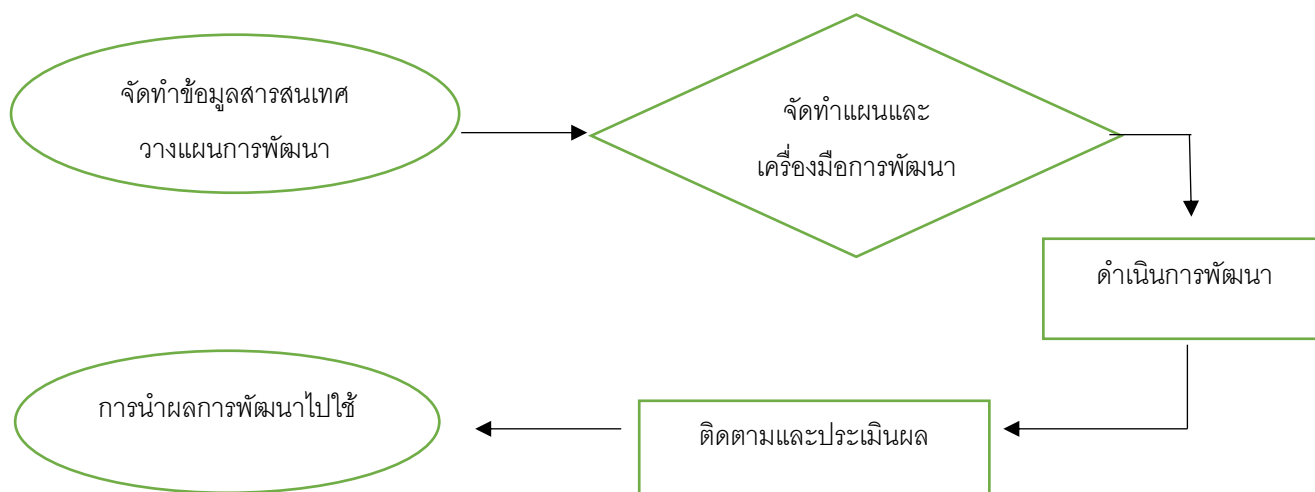 จัดทำข้อมูลสารสนเทศ
วางแผนการพัฒนา
จัดทำแผนและ
เครื่องมือการพัฒนา
ดำเนินการพัฒนา
ติดตามและประเมินผล
การนำผลการพัฒนาไปใช้